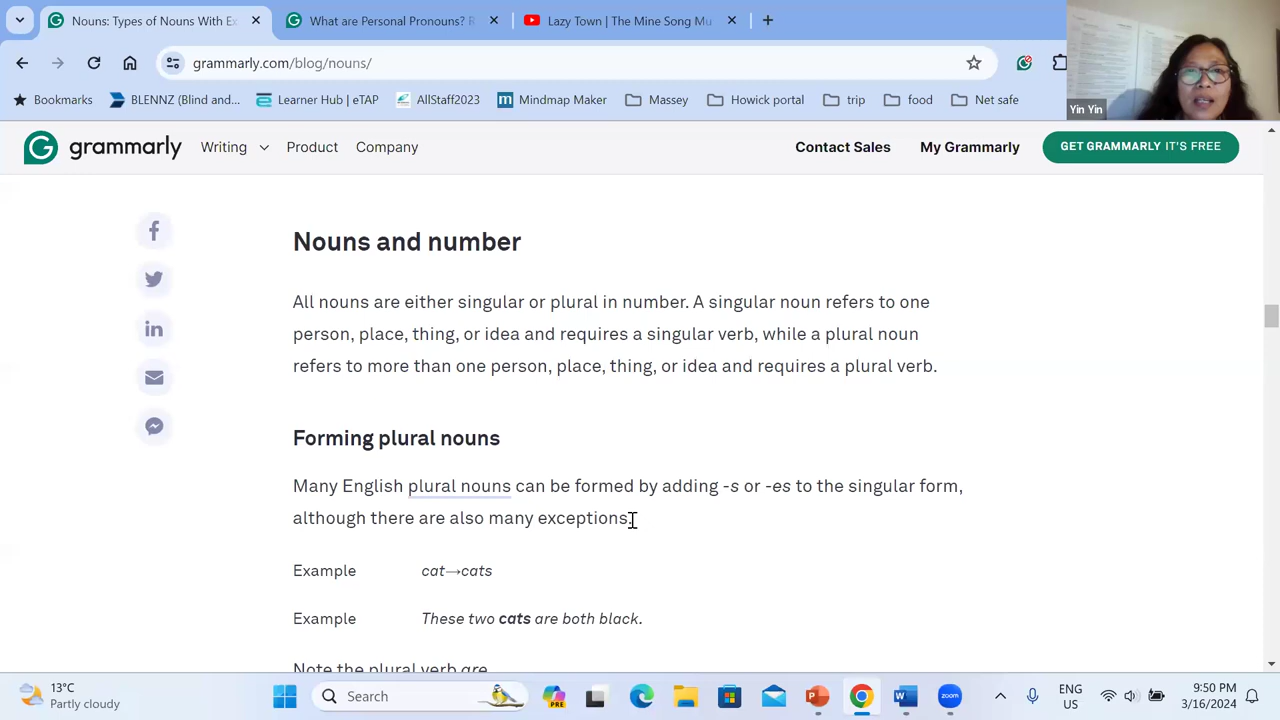 Nouns: Types of Nouns With Ex
What are Personal Pronouns? R
Lazy Town | The Mine Song Mu
grammarly.com/blog/nouns/
Bookmarks
BLENNZ (Blind and...
Learner Hub | eTAP
AllStaff2023
Mindmap Maker
Massey
Howick portal
trip
food
Net safe
Yin Yin
grammarly
Writing
Product
Company
Contact Sales
My Grammarly
GET GRAMMARLY IT'S FREE
Nouns and number
All nouns are either singular or plural in number. A singular noun refers to one
person, place, thing, or idea and requires a singular verb, while a plural noun
refers to more than one person, place, thing, or idea and requires a plural verb.
Forming plural nouns
Many English plural nouns can be formed by adding -s or -es to the singular form,
although there are also many exceptions.
Example cat→cats
Example These two cats are both black.
Note the plural verb are.
13°C
Partly cloudy
Search
PRE
ENG
US
9:50 PM
3/16/2024